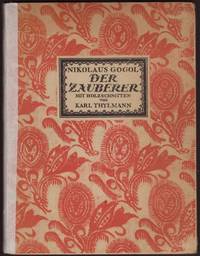 NIKOLAUS GOGOL
DER
ZAUBERER
MIT HOLZSCHNITTEN
VON
KARL THYLMANN